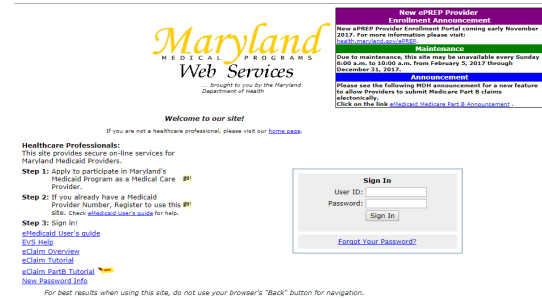 Maryland
MEDICAL PROGRAMS
Web Services
... brought to you by the Maryland
Department of Health
New ePREP Provider
Enrollment Announcement
New ePREP Provider Enrollment Portal coming early November
2017. For more information please visit:
health.maryland.gov/ePREP.
Maintenance
Due to maintenance, this site may be unavailable every Sunday
6:00 a.m. to 10:00 a.m. from February 5, 2017 through
December 31, 2017.
Announcement
Please see the following MDH announcement for a new feature
to allow Providers to submit Medicare Part B claims
electonically.
Click on the link eMedicaid Medicare Part B Announcement .
Welcome to our site!
If you are not a healthcare professional, please visit our home page.
Healthcare Professionals:
This site provides secure on-line services for
Maryland Medicaid Providers.
Step 1: Apply to participate in Maryland's
Medicaid Program as a Medical Care go!
Provider.
Step 2: If you already have a Medicaid
Provider Number, Register to use this go!
site. Check eMedicaid User's guide for help.
Step 3: Sign in!
eMedicaid User's guide
EVS Help
eClaim Overview
eClaim Tutorial
eClaim PartB Tutorial
New Password Info
Sign In
User ID:
Password:
Sign In
Forgot Your Password?
For best results when using this site, do not use your browser's "Back" button for navigation.